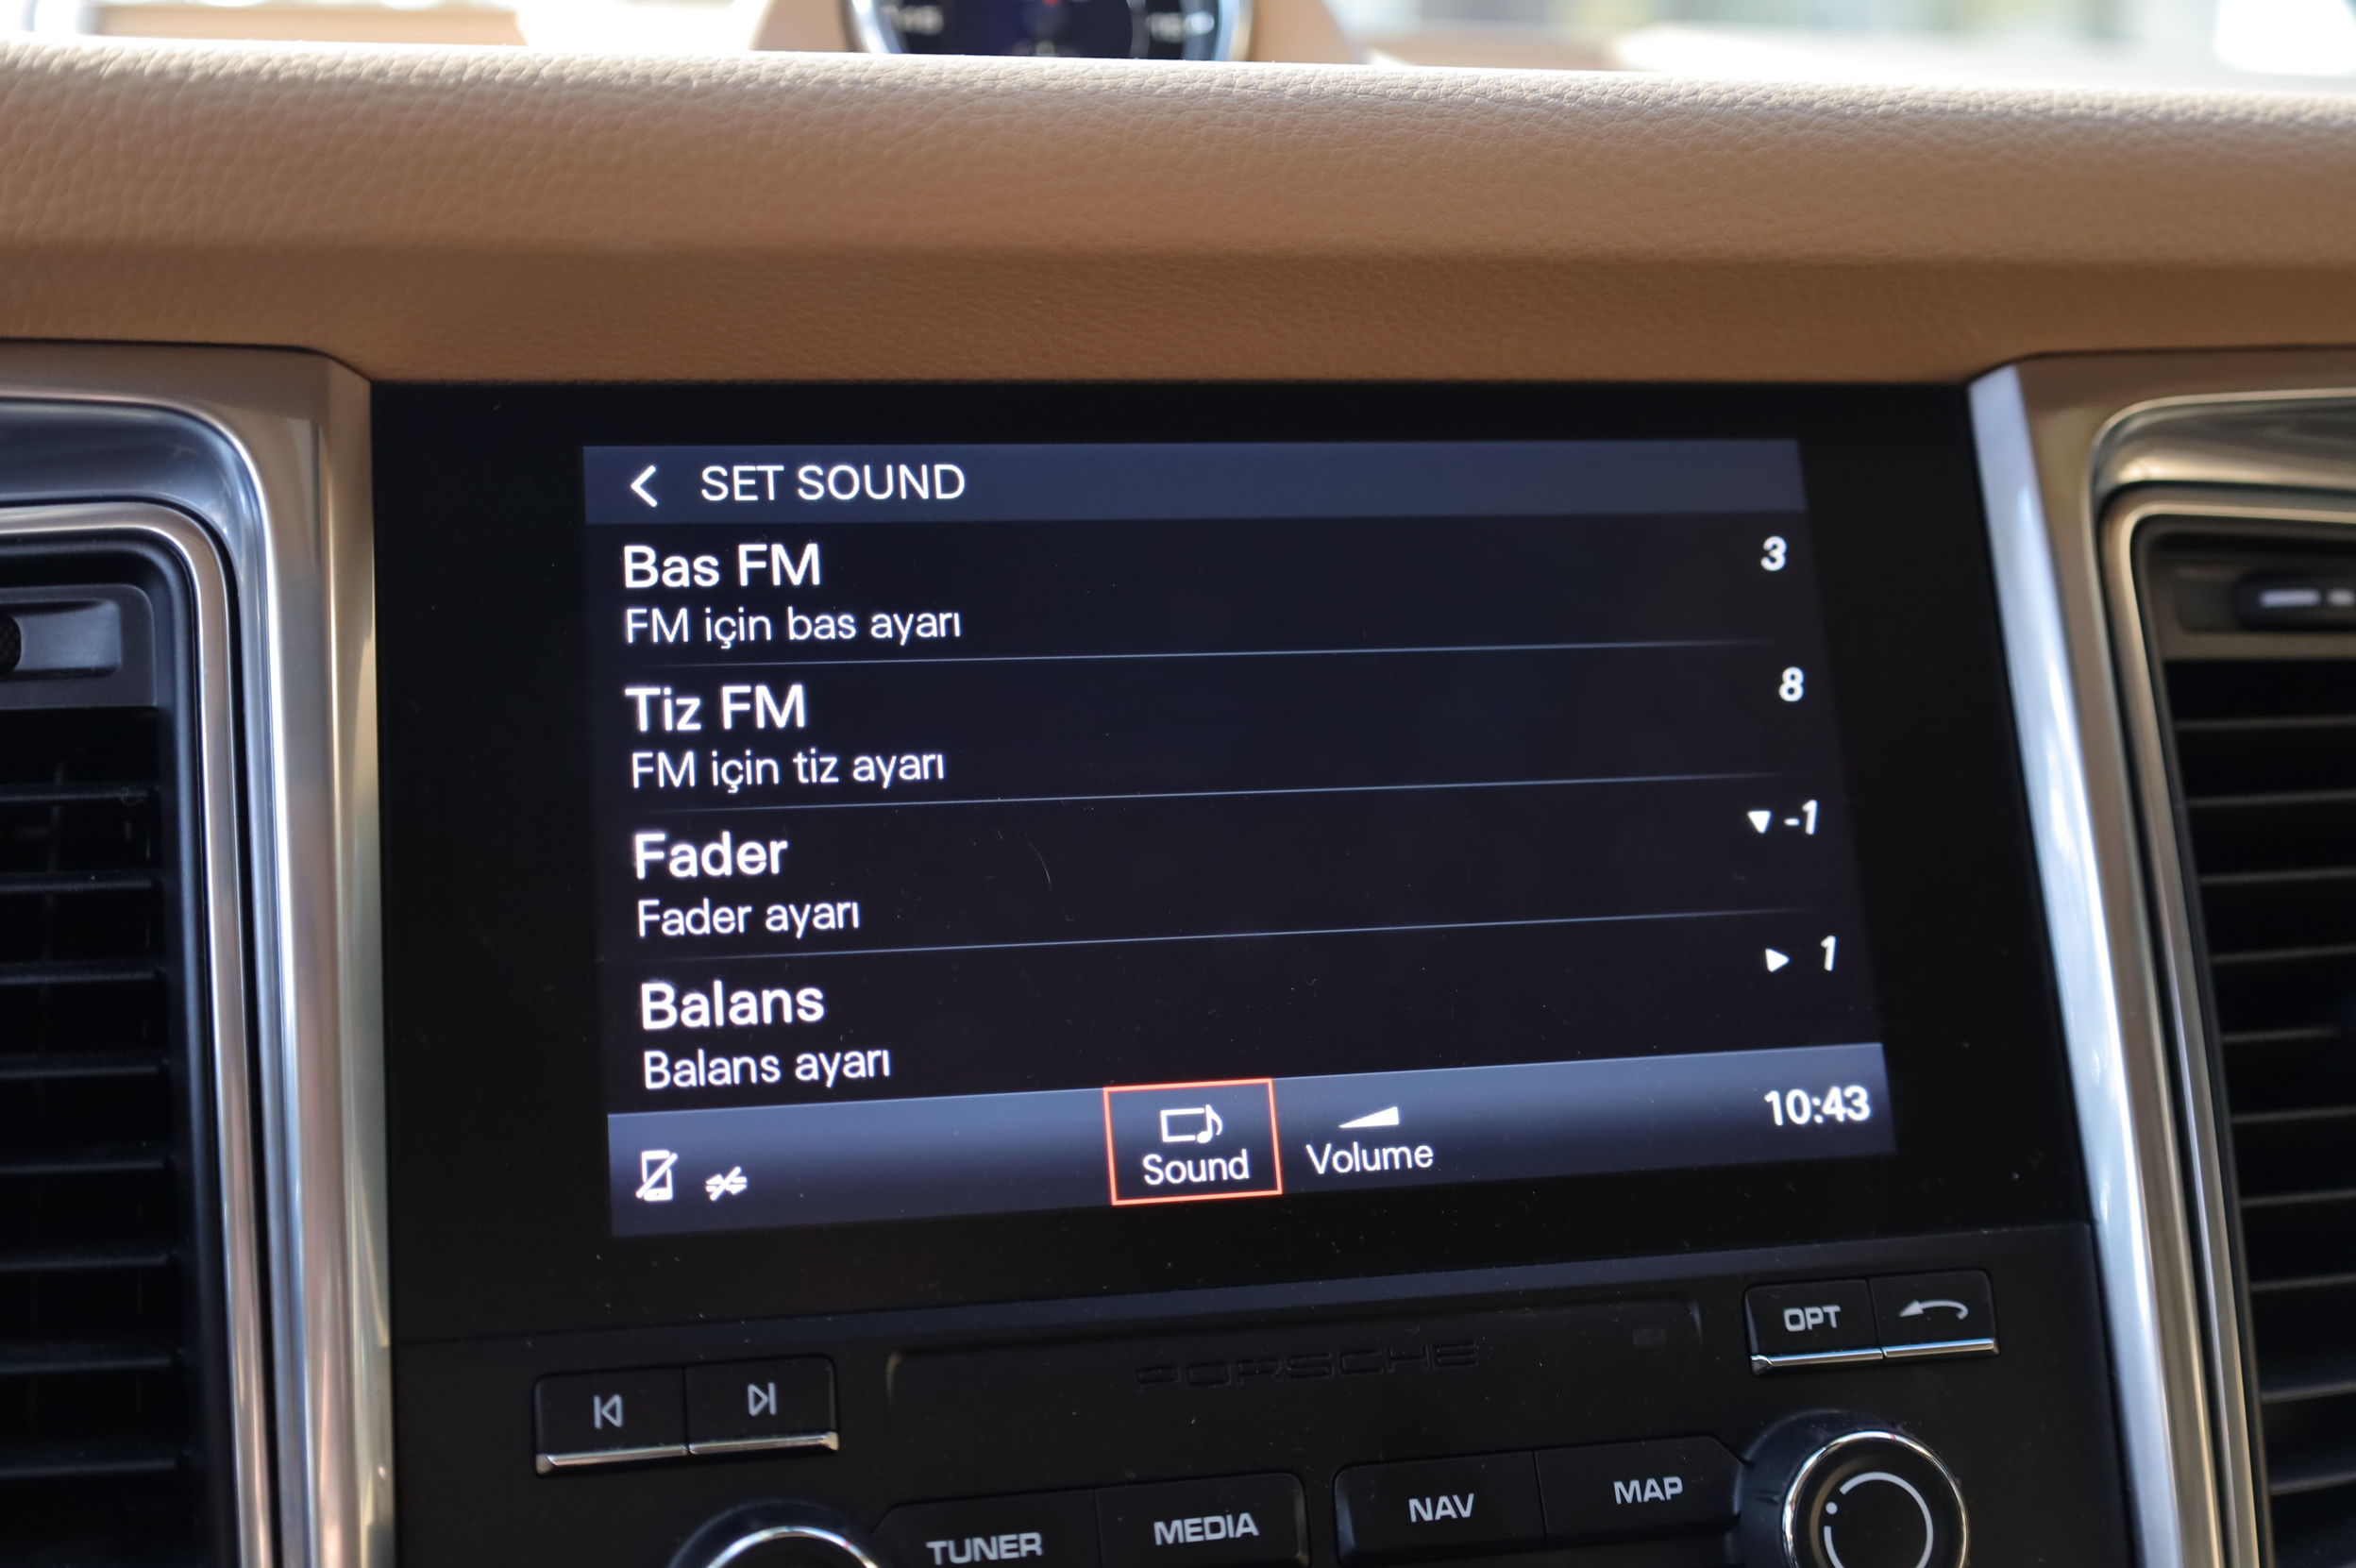 SET SOUND
Bas FM
3
FM için bas ayarı
Tiz FM
8
FM için tiz ayarı
Fader
-1
Fader ayarı
Balans
1
Balans ayarı
Sound
Volume
10:43
PORSCHE
OPT
TUNER
MEDIA
NAV
MAP